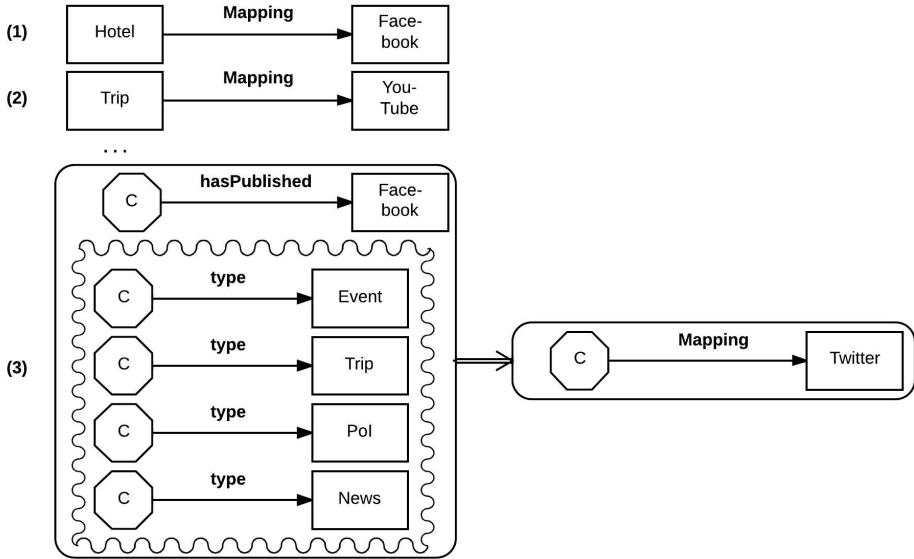 (1)
Hotel
Mapping
Face-
book
(2)
Trip
Mapping
You-
Tube
...
C
hasPublished
Face-
book
C
type
Event
(3)
C
type
Trip
C
type
PoI
C
type
News
C
Mapping
Twitter